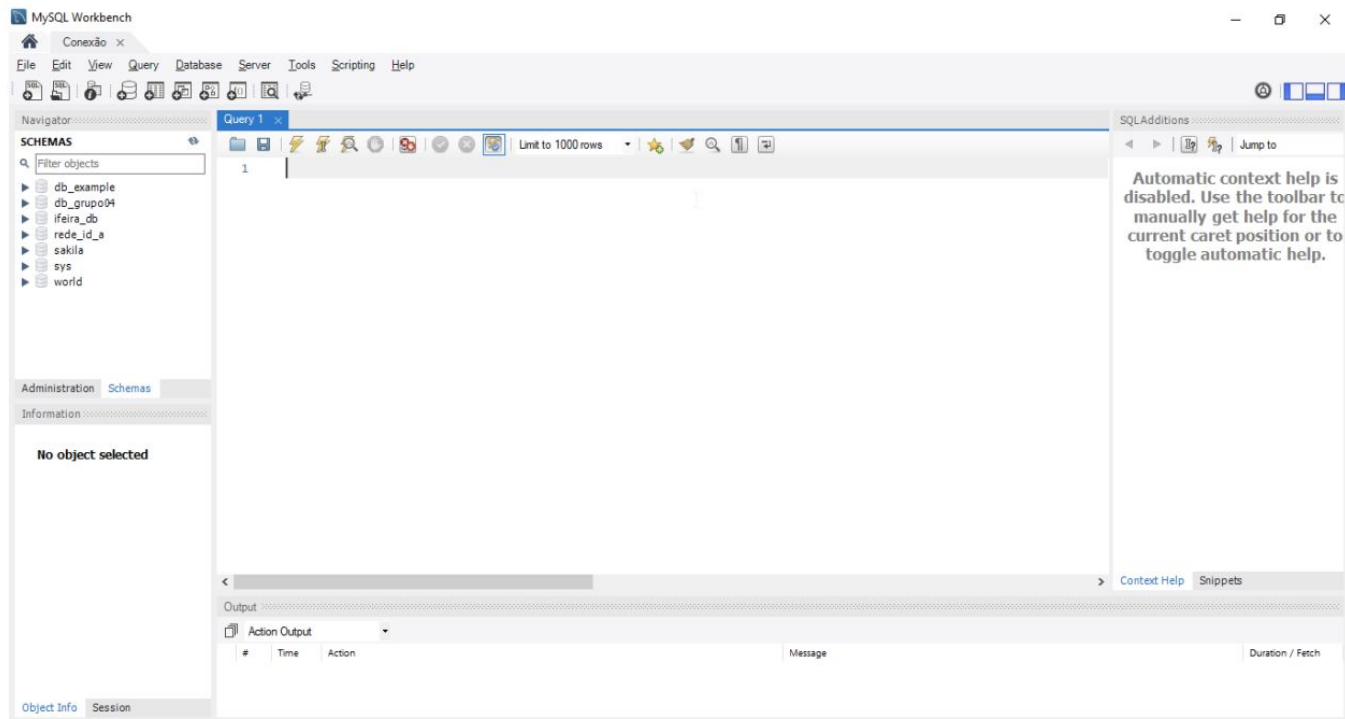 MySQL Workbench
Conexão
File Edit View Query Database Server Tools Scripting Help
Navigator
SCHEMAS
Filter objects
db_example
db_grupo04
ifeira_db
rede_id_a
sakila
sys
world
Administration Schemas
Information
No object selected
Object Info Session
Query 1
Limit to 1000 rows
1
Output
Action Output
# Time Action Message Duration / Fetch
SQLAdditions
Jump to
Automatic context help is
disabled. Use the toolbar to
manually get help for the
current caret position or to
toggle automatic help.
Context Help Snippets